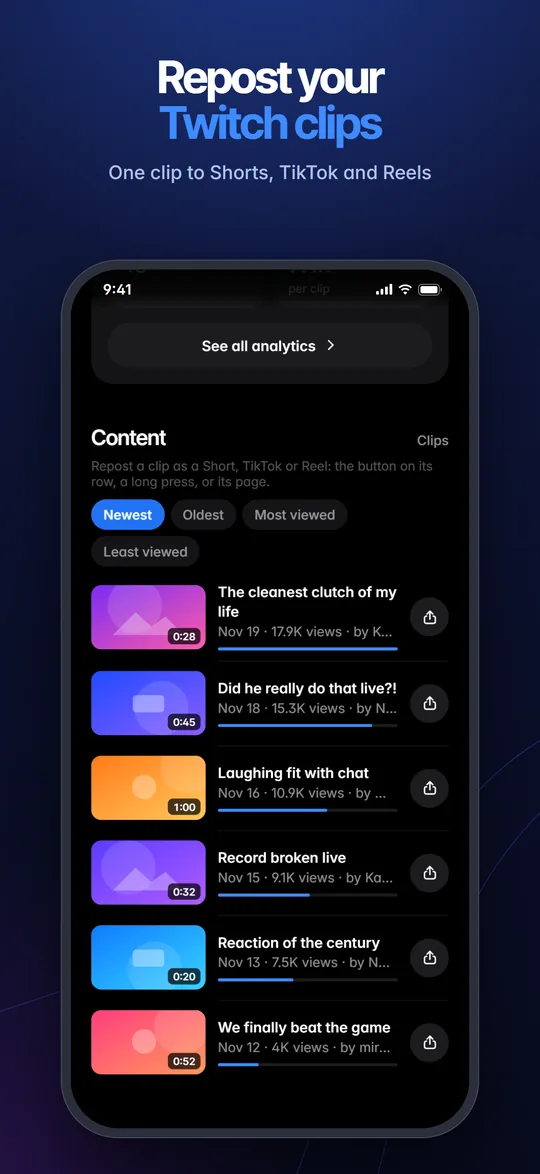 Repost your
Twitch clips
One clip to Shorts, TikTok and Reels
9:41
per clip
See all analytics
Content
Clips
Repost a clip as a Short, TikTok or Reel: the button on its
row, a long press, or its page.
Newest
Oldest
Most viewed
Least viewed
The cleanest clutch of my
life
Nov 19 · 17.9K views · by K...
0:28
Did he really do that live?!
Nov 18 · 15.3K views · by N...
0:45
Laughing fit with chat
Nov 16 · 10.9K views · by ...
1:00
Record broken live
Nov 15 · 9.1K views · by Ka...
0:32
Reaction of the century
Nov 13 · 7.5K views · by N...
0:20
We finally beat the game
Nov 12 · 4K views · by mir...
0:52